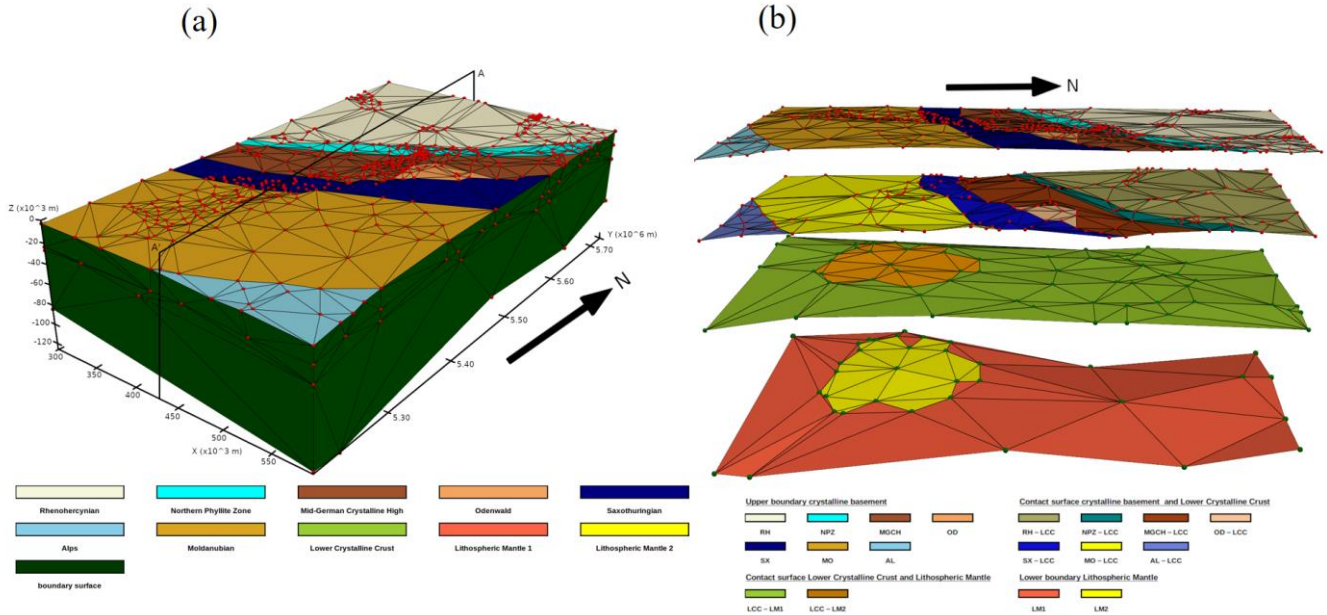 (a)
A
A'
Z (x10^3 m)
0
-20
-40
-60
-80
-100
-120
300
350
400
450
500
550
X (x10^3 m)
5.30
5.40
5.50
5.60
5.70
Y (x10^6 m)
N
Rhenohercynian
Northern Phyllite Zone
Mid-German Crystalline High
Odenwald
Saxothuringian
Alps
Moldanubian
Lower Crystalline Crust
Lithospheric Mantle 1
Lithospheric Mantle 2
boundary surface
(b)
N
Upper boundary crystalline basement
RH
NPZ
MGCH
OD
SX
MO
AL
Contact surface crystalline basement and Lower Crystalline Crust
RH – LCC
NPZ – LCC
MGCH – LCC
OD – LCC
SX – LCC
MO – LCC
AL – LCC
Contact surface Lower Crystalline Crust and Lithospheric Mantle
LCC – LM1
LCC – LM2
Lower boundary Lithospheric Mantle
LM1
LM2